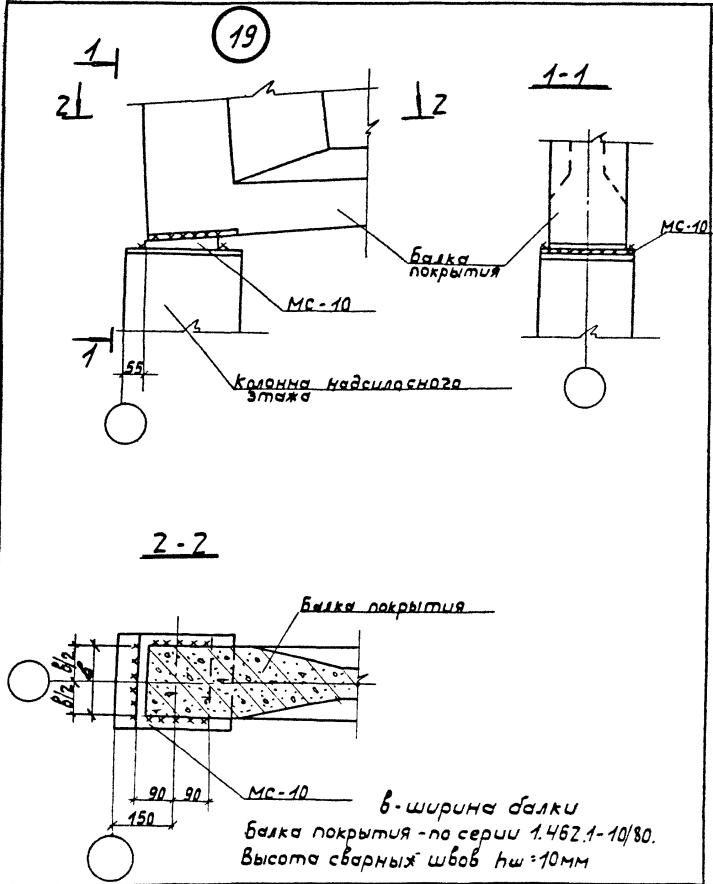 19
1
1-1
2
2
МС-10
Балка
покрытия
МС-10
1
55
Колонна надсилосного
этажа
2-2
Балка покрытия
в/2
в
в/2
90
90
МС-10
150
в-ширина балки
Балка покрытия-по серии 1.462.1-10/80.
Высота сварных швов hш=10мм